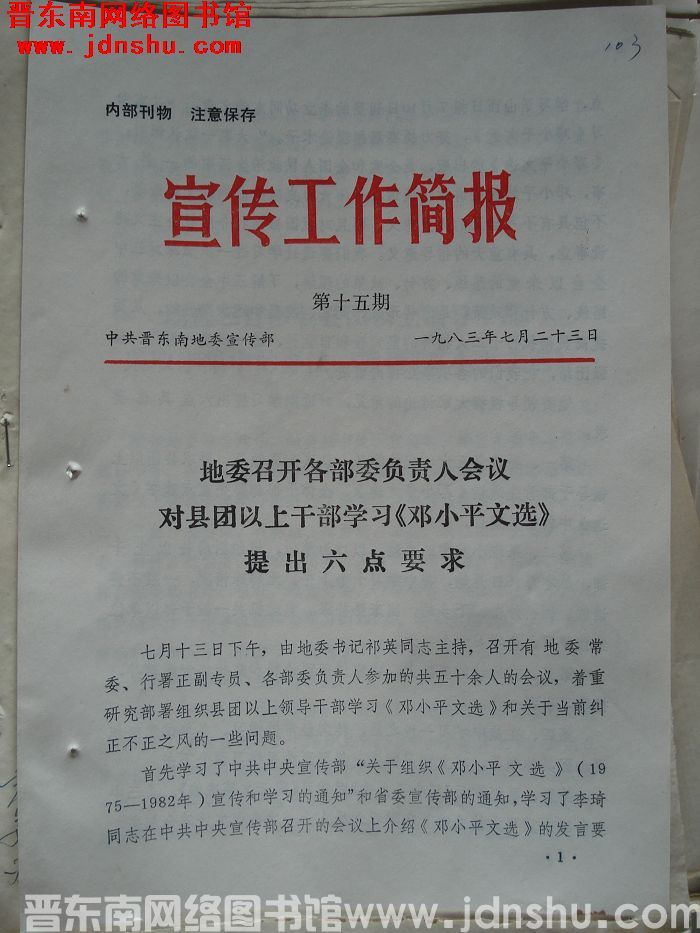 晋东南网络图书馆
www.jdnshu.com
103
内部刊物 注意保存
宣传工作简报
第十五期
中共晋东南地委宣传部 一九八三年七月二十三日
地委召开各部委负责人会议
对县团以上干部学习《邓小平文选》
提出六点要求
七月十三日下午，由地委书记祁英同志主持，召开有地委常
委、行署正副专员、各部委负责人参加的共五十余人的会议，着重
研究部署组织县团以上领导干部学习《邓小平文选》和关于当前纠
正不正之风的一些问题。
首先学习了中共中央宣传部“关于组织《邓小平文选》（19
75—1982年）宣传和学习的通知”和省委宣传部的通知，学习了李琦
同志在中共中央宣传部召开的会议上介绍《邓小平文选》的发言要
·1·
晋东南网络图书馆 www.jdnshu.com